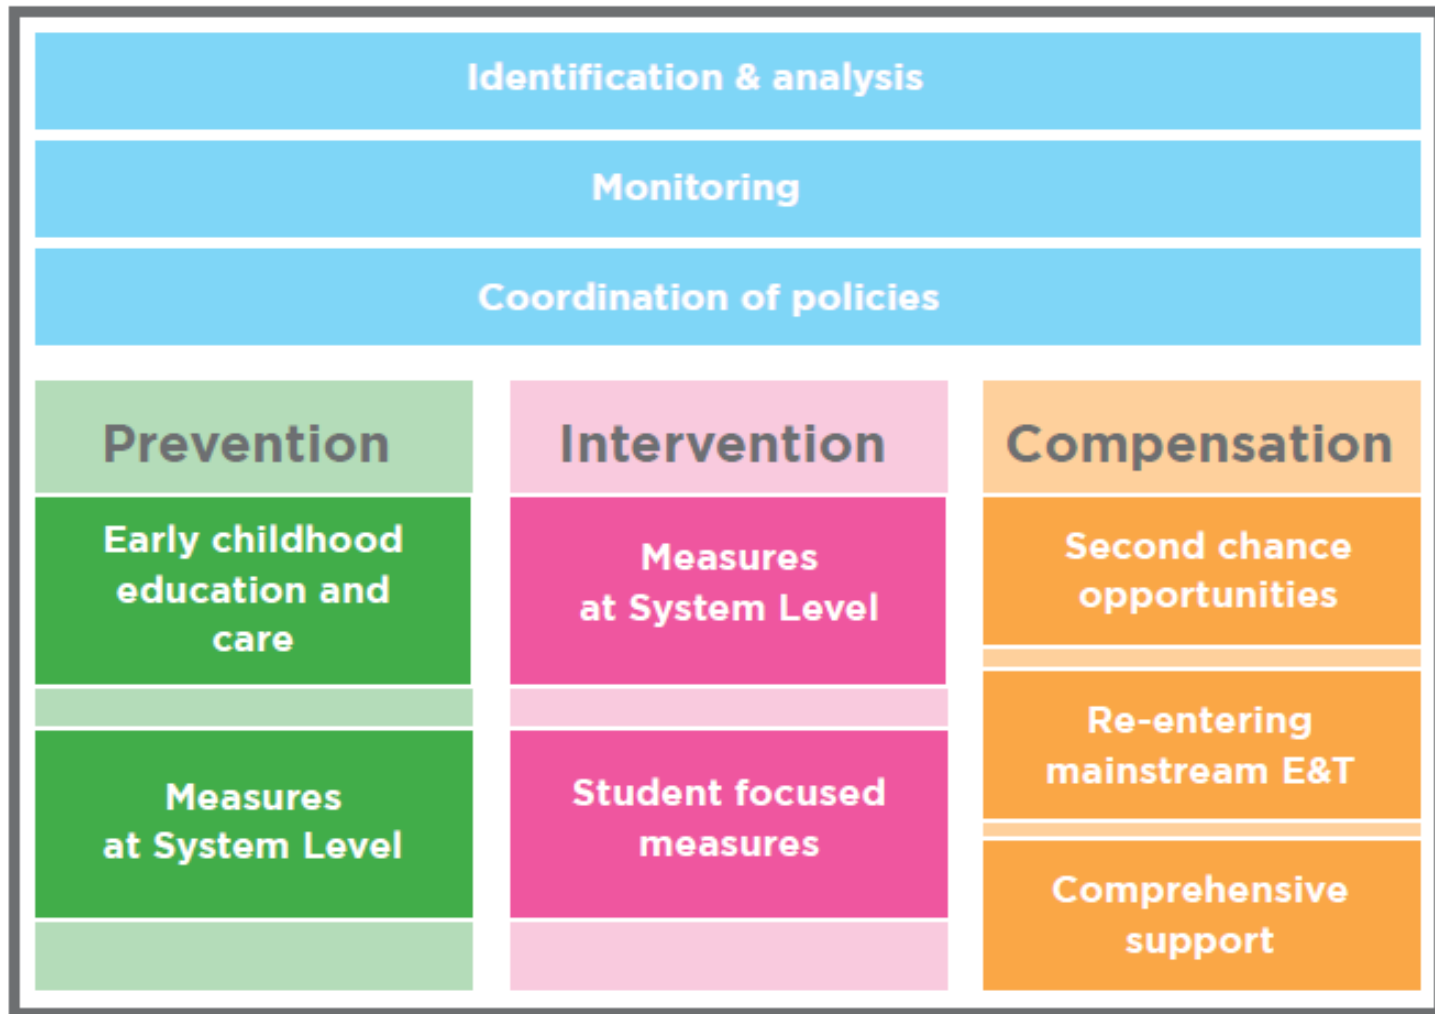 Identification & analysis
Monitoring
Coordination of policies
Prevention
Early childhood
education and
care
Measures
at System Level
Intervention
Measures
at System Level
Student focused
measures
Compensation
Second chance
opportunities
Re-entering
mainstream E&T
Comprehensive
support